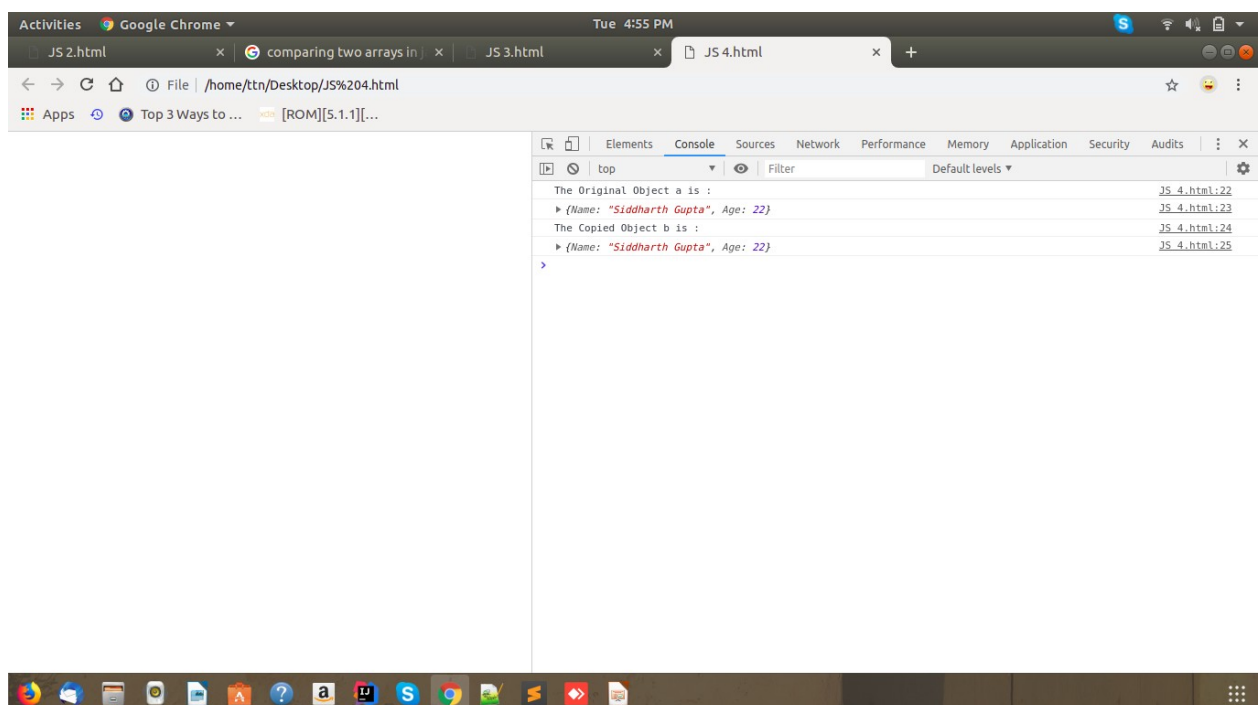 Activities Google Chrome Tue 4:55 PM
JS 2.html comparing two arrays in j JS 3.html JS 4.html
File /home/ttn/Desktop/JS%204.html
Apps Top 3 Ways to ... [ROM][5.1.1][...
Elements Console Sources Network Performance Memory Application Security Audits
top Filter Default levels
The Original Object a is : JS 4.html:22
{Name: "Siddharth Gupta", Age: 22} JS 4.html:23
The Copied Object b is : JS 4.html:24
{Name: "Siddharth Gupta", Age: 22} JS 4.html:25